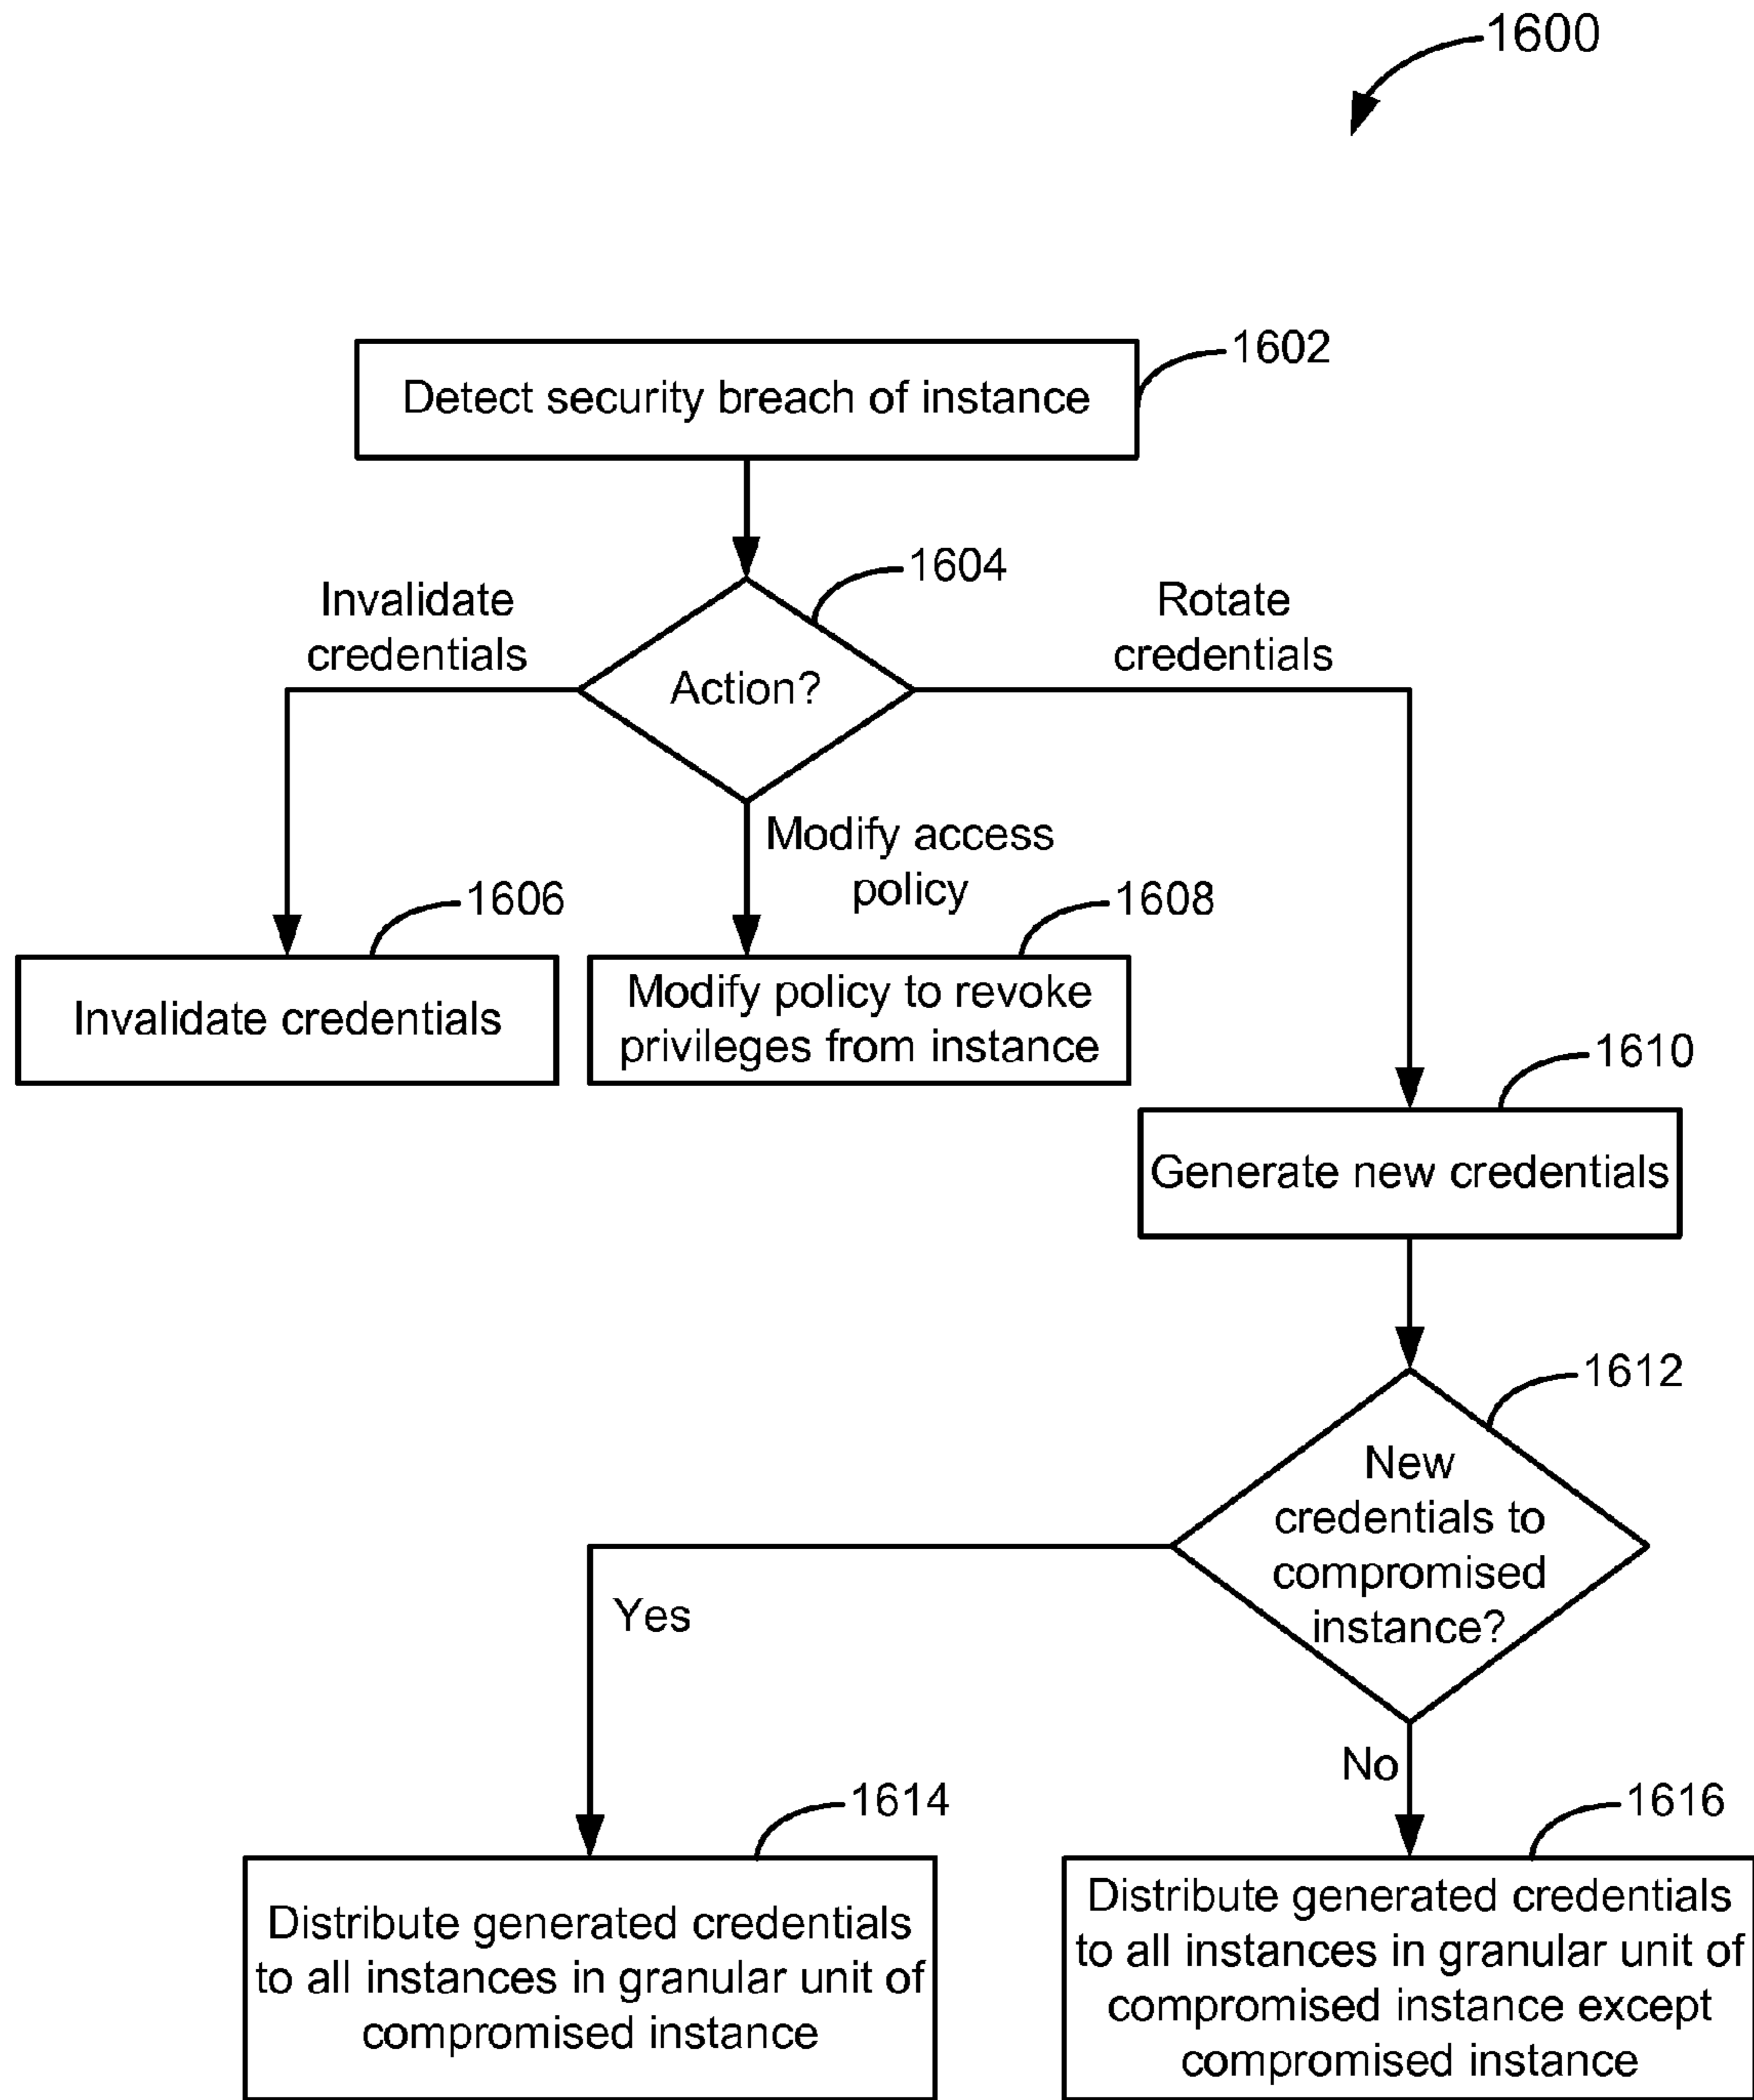 1600
1602
Detect security breach of instance
1604
Invalidate
credentials
Rotate
credentials
Action?
Modify access
policy
1606
1608
Invalidate credentials
Modify policy to revoke
privileges from instance
1610
Generate new credentials
1612
New
credentials to
compromised
instance?
Yes
No
1614
1616
Distribute generated credentials
to all instances in granular unit of
compromised instance
Distribute generated credentials
to all instances in granular unit of
compromised instance except
compromised instance